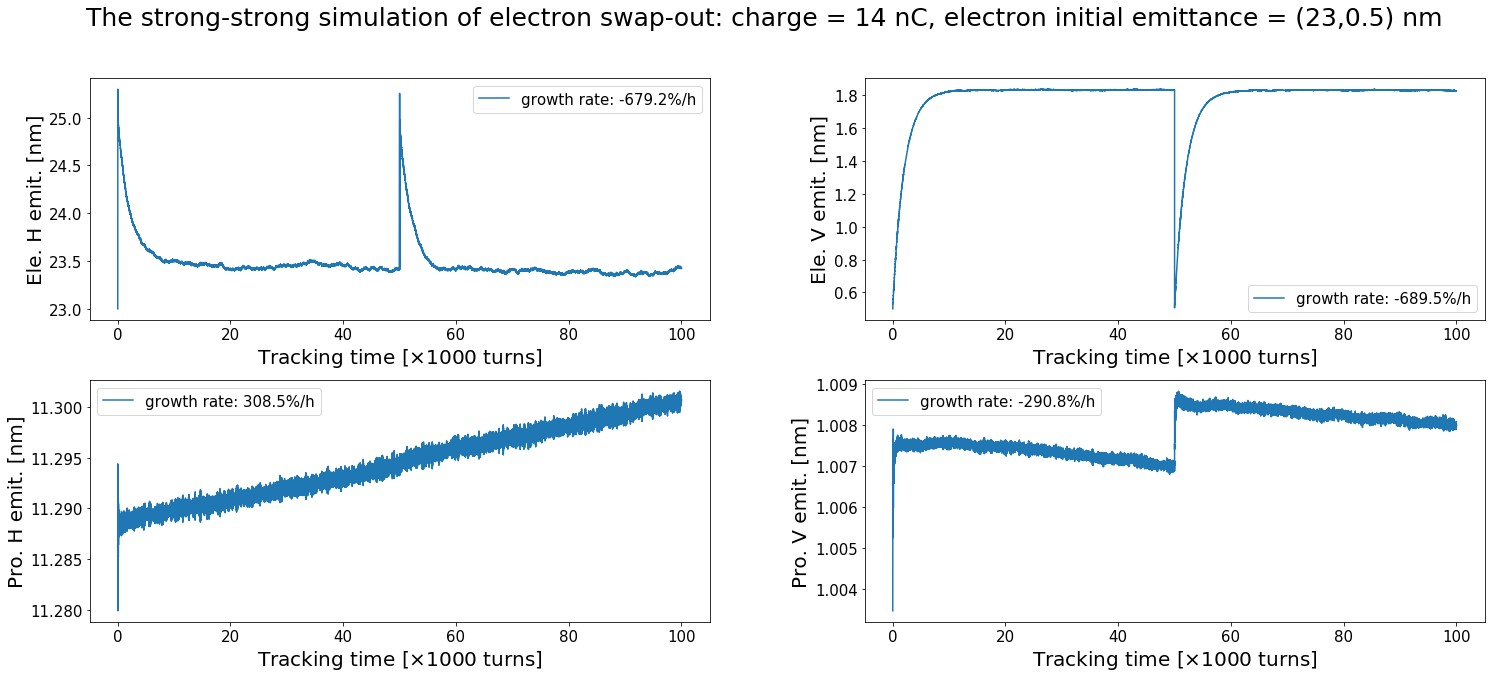 The strong-strong simulation of electron swap-out: charge = 14 nC, electron initial emittance = (23,0.5) nm
growth rate: -679.2%/h
Ele. H emit. [nm]
25.0
24.5
24.0
23.5
23.0
0 20 40 60 80 100
Tracking time [×1000 turns]
growth rate: -689.5%/h
Ele. V emit. [nm]
1.8
1.6
1.4
1.2
1.0
0.8
0.6
0 20 40 60 80 100
Tracking time [×1000 turns]
growth rate: 308.5%/h
Pro. H emit. [nm]
11.300
11.295
11.290
11.285
11.280
0 20 40 60 80 100
Tracking time [×1000 turns]
growth rate: -290.8%/h
Pro. V emit. [nm]
1.009
1.008
1.007
1.006
1.005
1.004
0 20 40 60 80 100
Tracking time [×1000 turns]